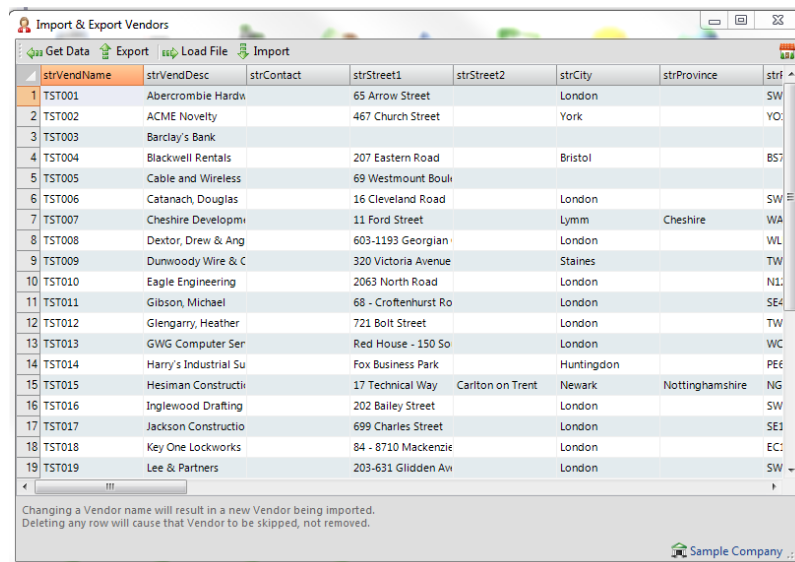 Import & Export Vendors
Get Data Export Load File Import
strVendName strVendDesc strContact strStreet1 strStreet2 strCity strProvince
1 TST001 Abercrombie Hardw 65 Arrow Street London SW
2 TST002 ACME Novelty 467 Church Street York
3 TST003 Barclay's Bank
4 TST004 Blackwell Rentals 207 Eastern Road Bristol BS7
5 TST005 Cable and Wireless 69 Westmount Boul
6 TST006 Catanach, Douglas 16 Cleveland Road London SW
7 TST007 Cheshire Developm 11 Ford Street Lymm Cheshire WA
8 TST008 Dextor, Drew & Ang 603-1193 Georgian London WL
9 TST009 Dunwoody Wire & C 320 Victoria Avenue Staines TW
10 TST010 Eagle Engineering 2063 North Road London
11 TST011 Gibson, Michael 68 - Croftenhurst Ro London SE4
12 TST012 Glengarry, Heather 721 Bolt Street London TW
13 TST013 GWG Computer Ser Red House - 150 So London WC
14 TST014 Harry's Industrial Su Fox Business Park Huntingdon PE6
15 TST015 Hesiman Constructi 17 Technical Way Carlton on Trent Newark Nottinghamshire NG
16 TST016 Inglewood Drafting 202 Bailey Street London SW
17 TST017 Jackson Constructio 699 Charles Street London SE1
18 TST018 Key One Lockworks 84 - 8710 Mackenzie London EC1
19 TST019 Lee & Partners 203-631 Glidden Av London SW
Changing a Vendor name will result in a new Vendor being imported.
Deleting any row will cause that Vendor to be skipped, not removed.
Sample Company